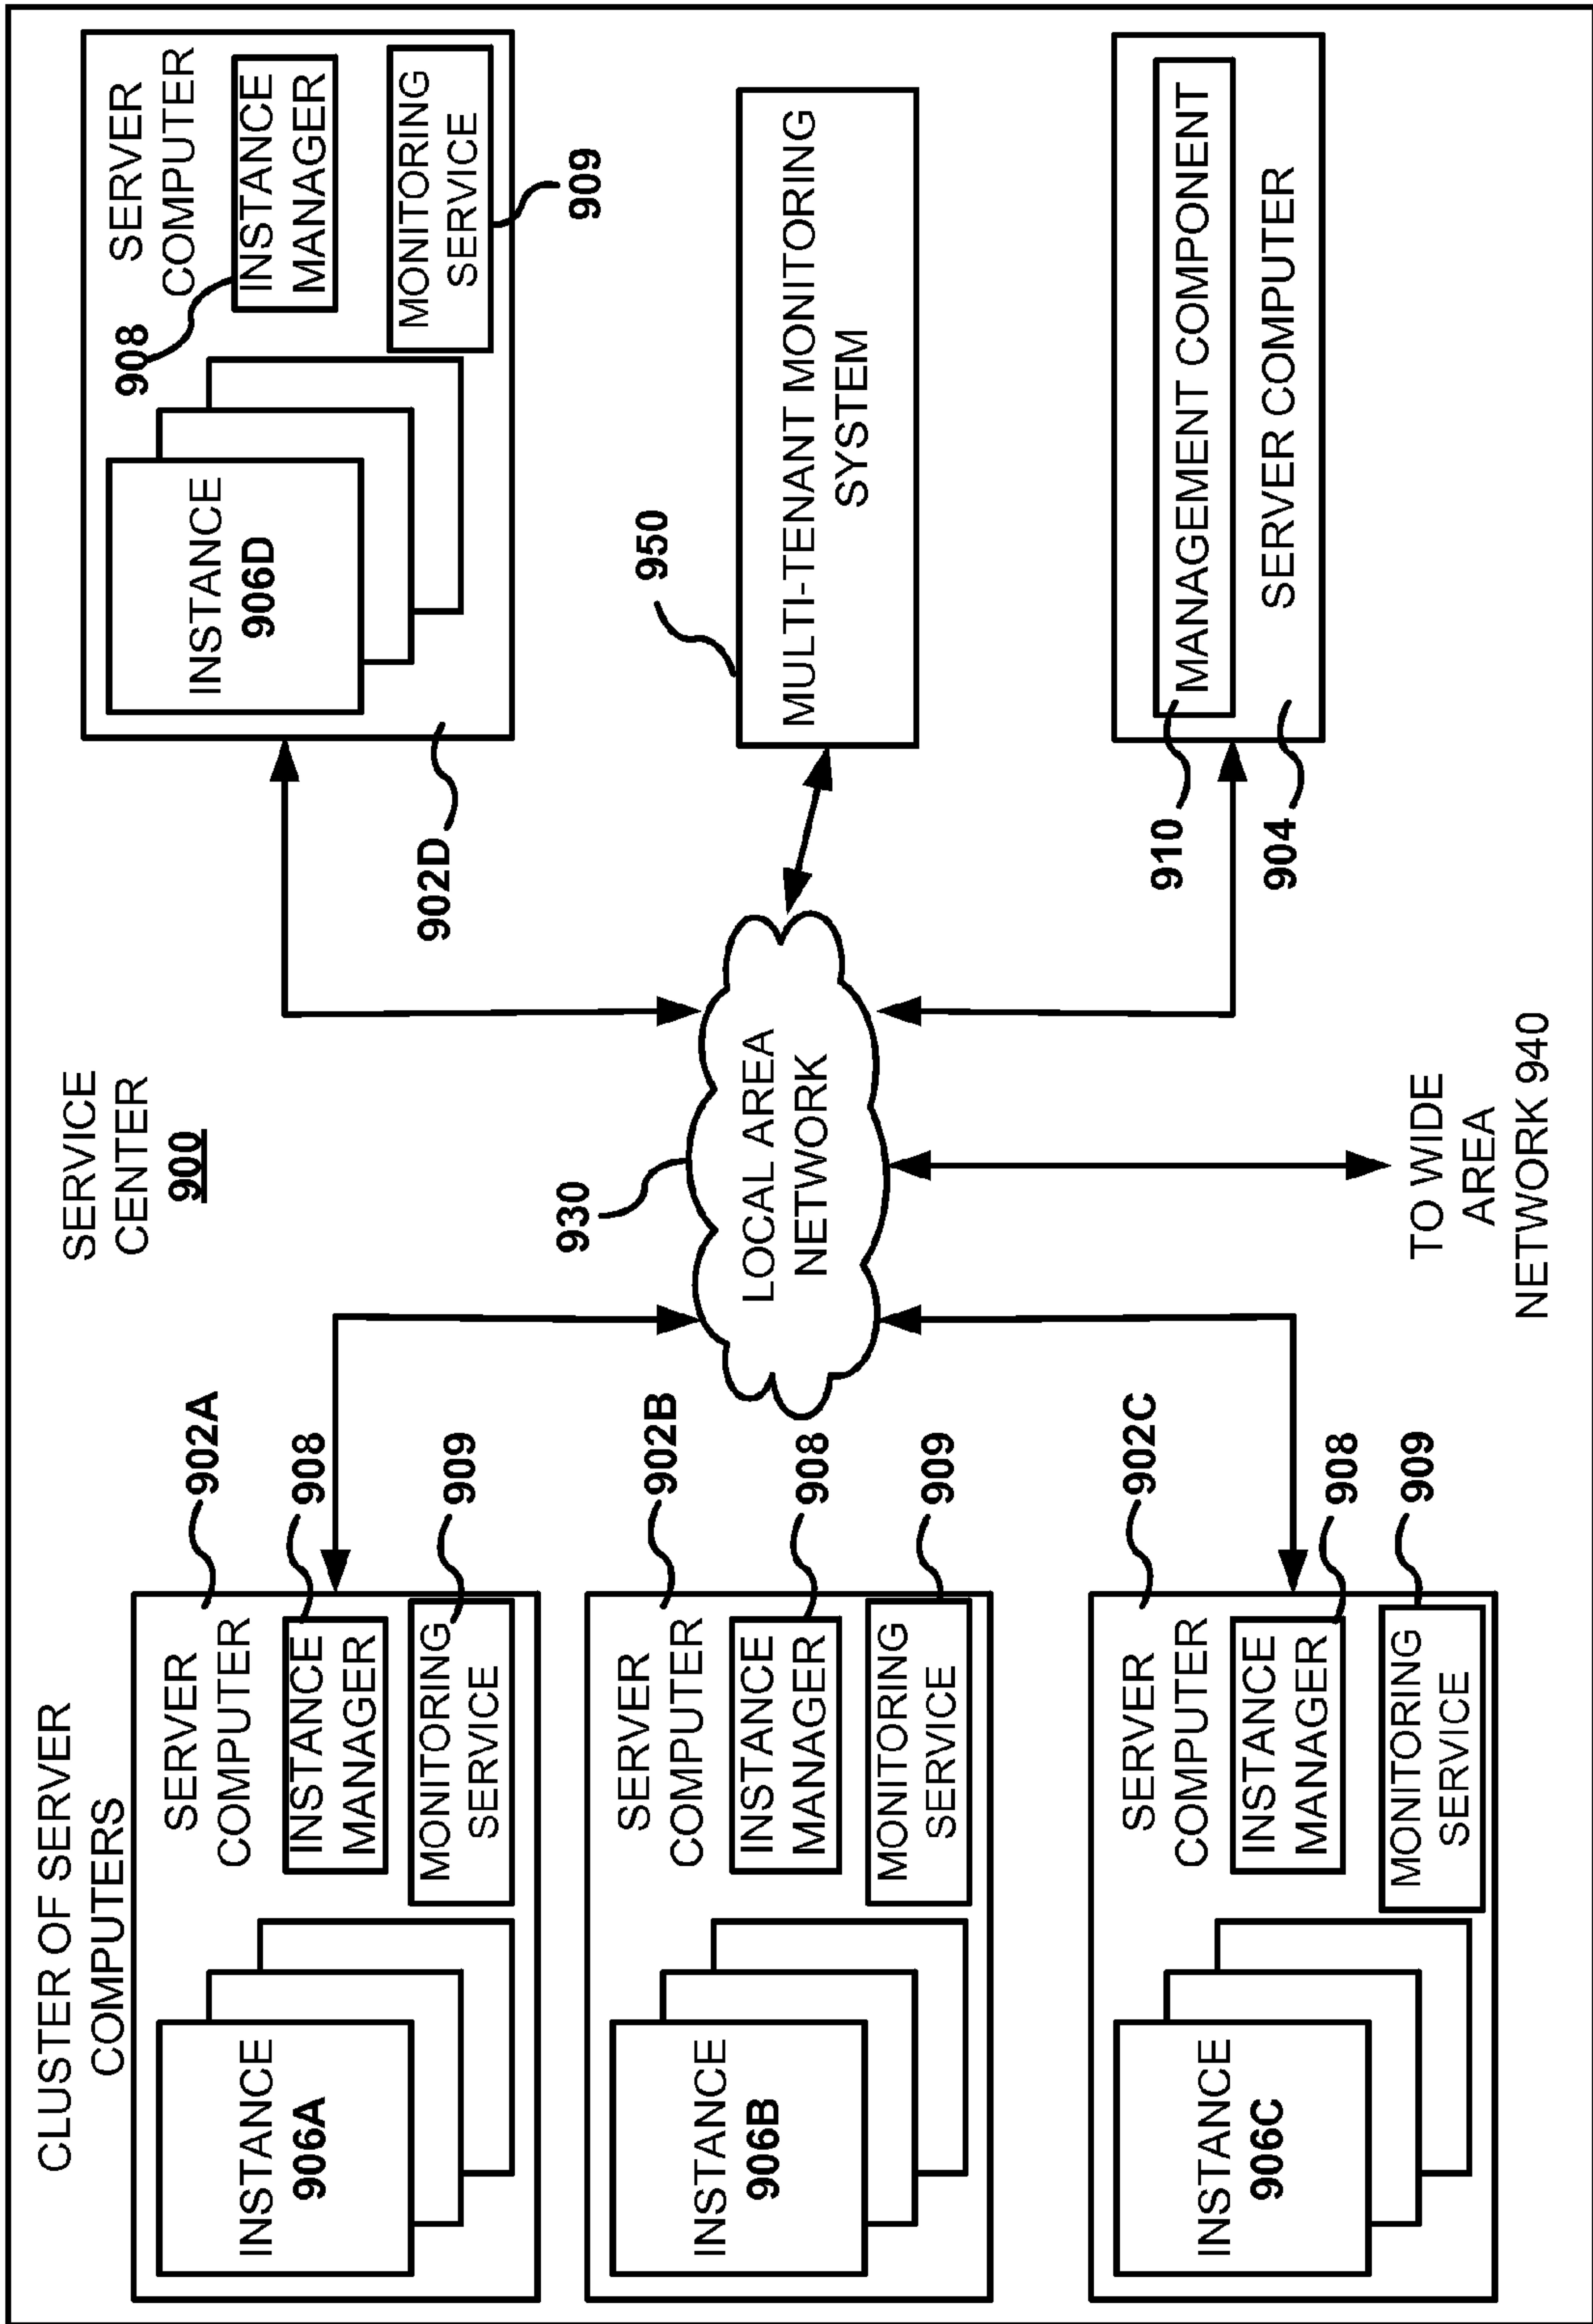 CLUSTER OF SERVER
COMPUTERS
SERVER
COMPUTER
902A
INSTANCE
906A
INSTANCE
MANAGER
908
MONITORING
SERVICE
909
SERVER
COMPUTER
902B
INSTANCE
906B
INSTANCE
MANAGER
908
MONITORING
SERVICE
909
SERVER
COMPUTER
902C
INSTANCE
906C
INSTANCE
MANAGER
908
MONITORING
SERVICE
909
SERVICE
CENTER
900
930
LOCAL AREA
NETWORK
TO WIDE
AREA
NETWORK 940
908
SERVER
COMPUTER
INSTANCE
906D
INSTANCE
MANAGER
MONITORING
SERVICE
909
902D
950
MULTI-TENANT MONITORING
SYSTEM
910
MANAGEMENT COMPONENT
904
SERVER COMPUTER